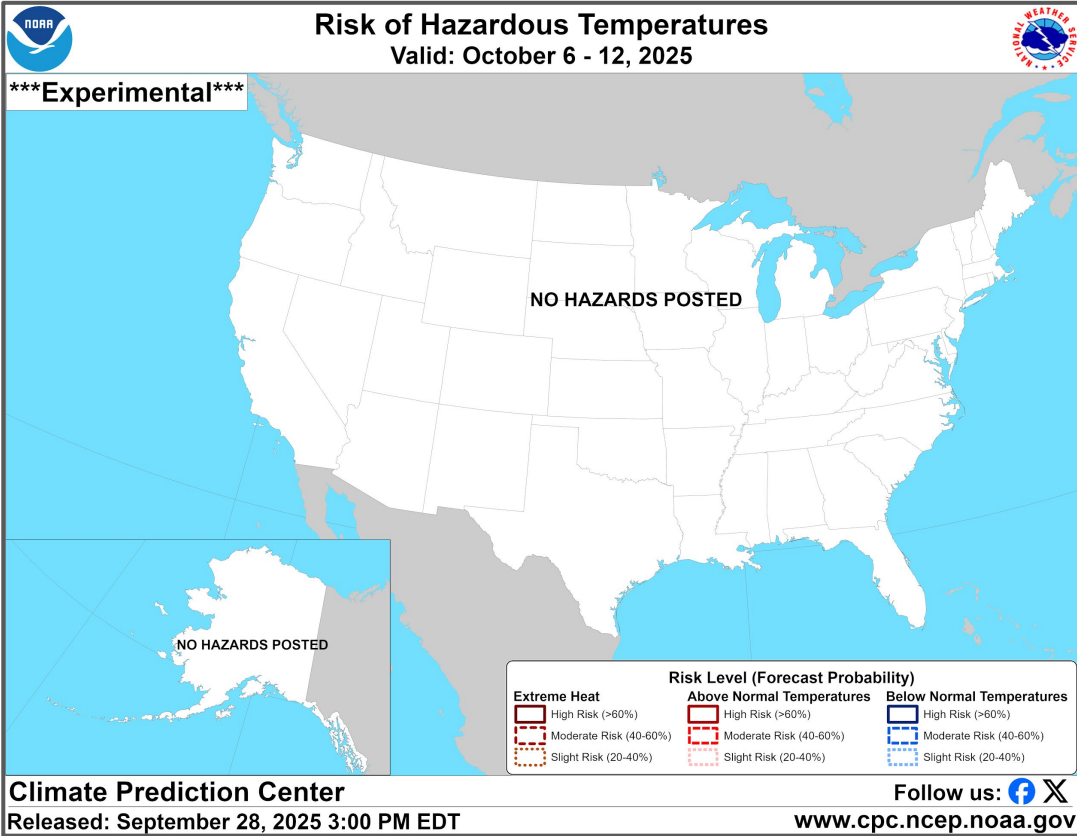 NOAA
Risk of Hazardous Temperatures
Valid: October 6 - 12, 2025
NATIONAL WEATHER SERVICE
***Experimental***
NO HAZARDS POSTED
NO HAZARDS POSTED
Risk Level (Forecast Probability)
Extreme Heat
High Risk (>60%)
Moderate Risk (40-60%)
Slight Risk (20-40%)
Above Normal Temperatures
High Risk (>60%)
Moderate Risk (40-60%)
Slight Risk (20-40%)
Below Normal Temperatures
High Risk (>60%)
Moderate Risk (40-60%)
Slight Risk (20-40%)
Climate Prediction Center
Follow us:
Released: September 28, 2025 3:00 PM EDT
www.cpc.ncep.noaa.gov